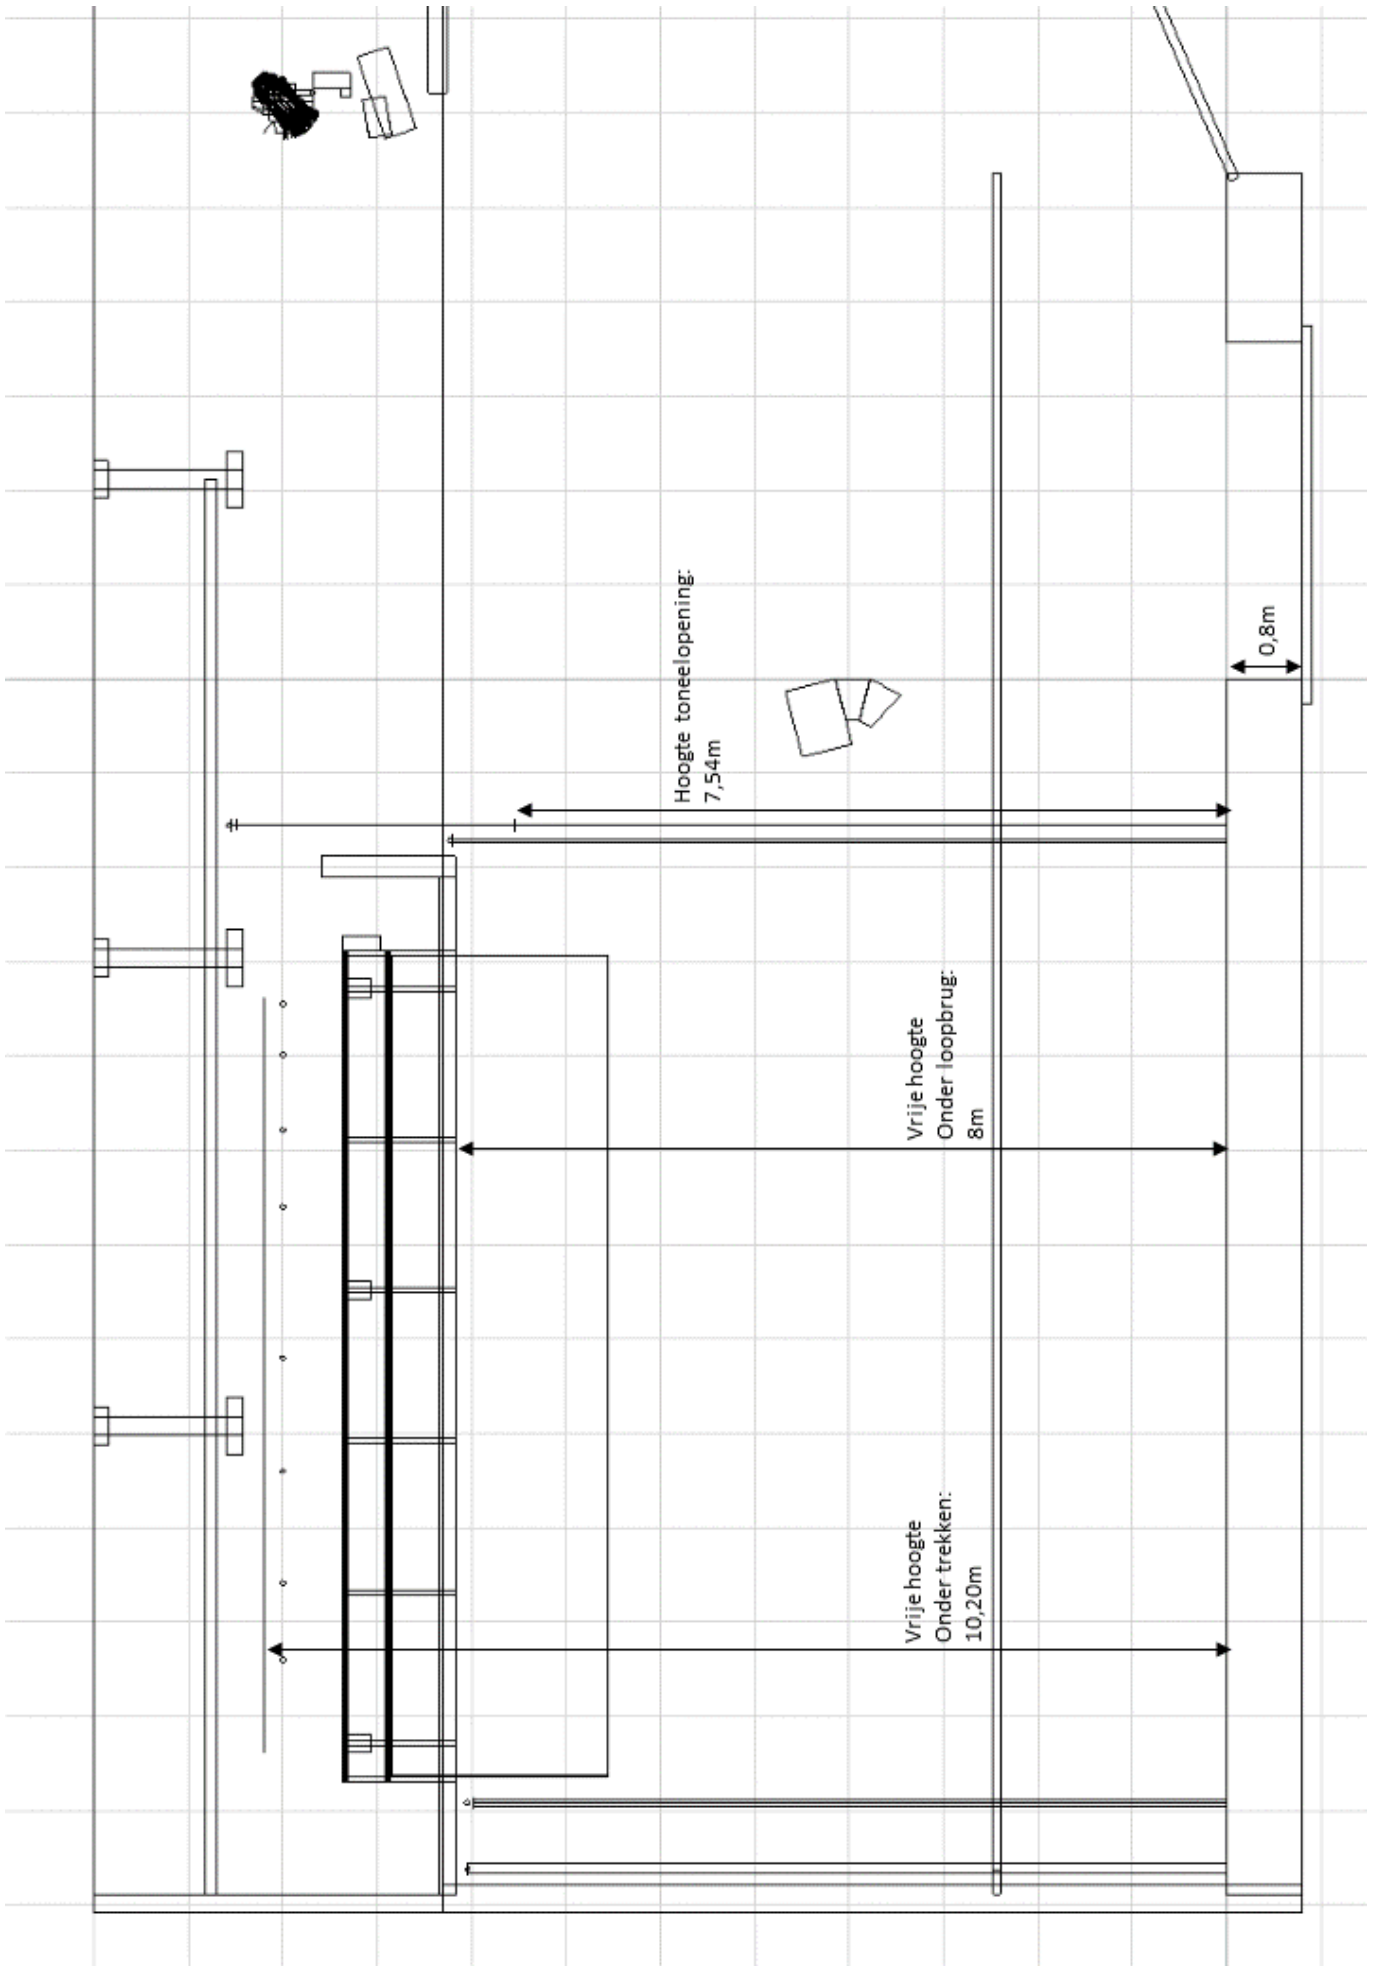 Hoogte toneelopening:
7,54m
0,8m
Vrije hoogte
Onder loopbrug:
8m
Vrije hoogte
Onder trekken:
10,20m